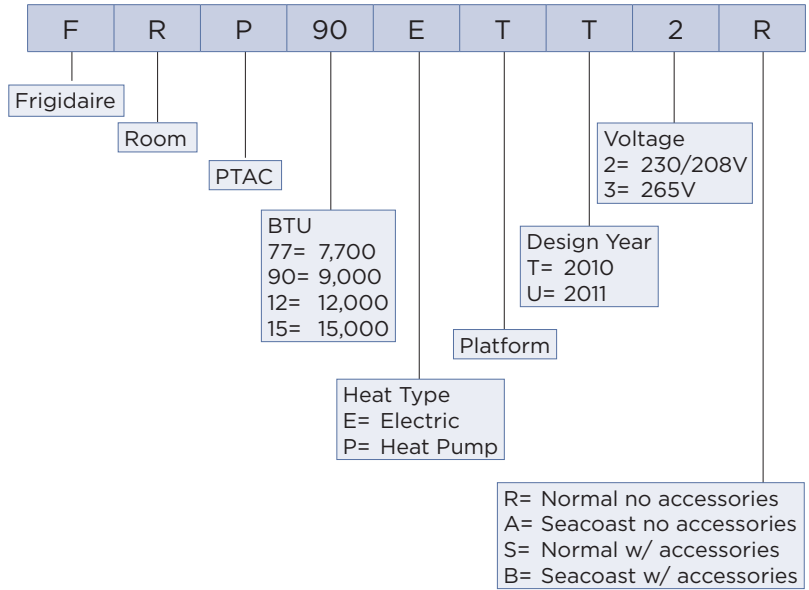 F R P 90 E T T 2 R
Frigidaire
Room
PTAC
BTU
77= 7,700
90= 9,000
12= 12,000
15= 15,000
Heat Type
E= Electric
P= Heat Pump
Platform
Design Year
T= 2010
U= 2011
Voltage
2= 230/208V
3= 265V
R= Normal no accessories
A= Seacoast no accessories
S= Normal w/ accessories
B= Seacoast w/ accessories